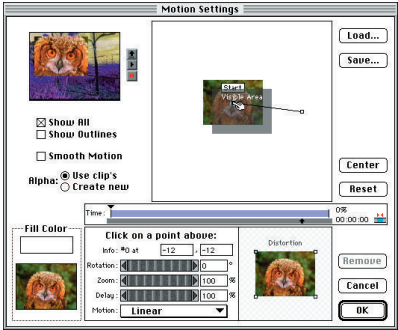 Motion Settings
Load...
Save...
Start
Visible Area
Show All
Show Outlines
Smooth Motion
Alpha: Use clip's
Create new
Center
Reset
Time: 0%
00:00:00
Fill Color
Click on a point above:
Info: #0 at -12 , -12
Rotation: 0 °
Zoom: 100 %
Delay: 100 %
Motion: Linear
Distortion
Remove
Cancel
OK